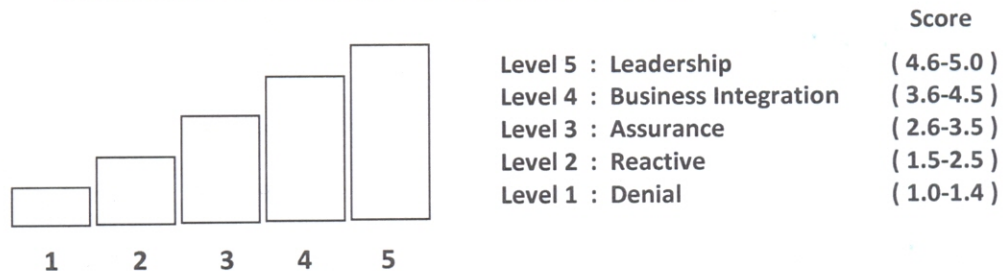 Score
Level 5 : Leadership ( 4.6-5.0 )
Level 4 : Business Integration ( 3.6-4.5 )
Level 3 : Assurance ( 2.6-3.5 )
Level 2 : Reactive ( 1.5-2.5 )
Level 1 : Denial ( 1.0-1.4 )
1 2 3 4 5